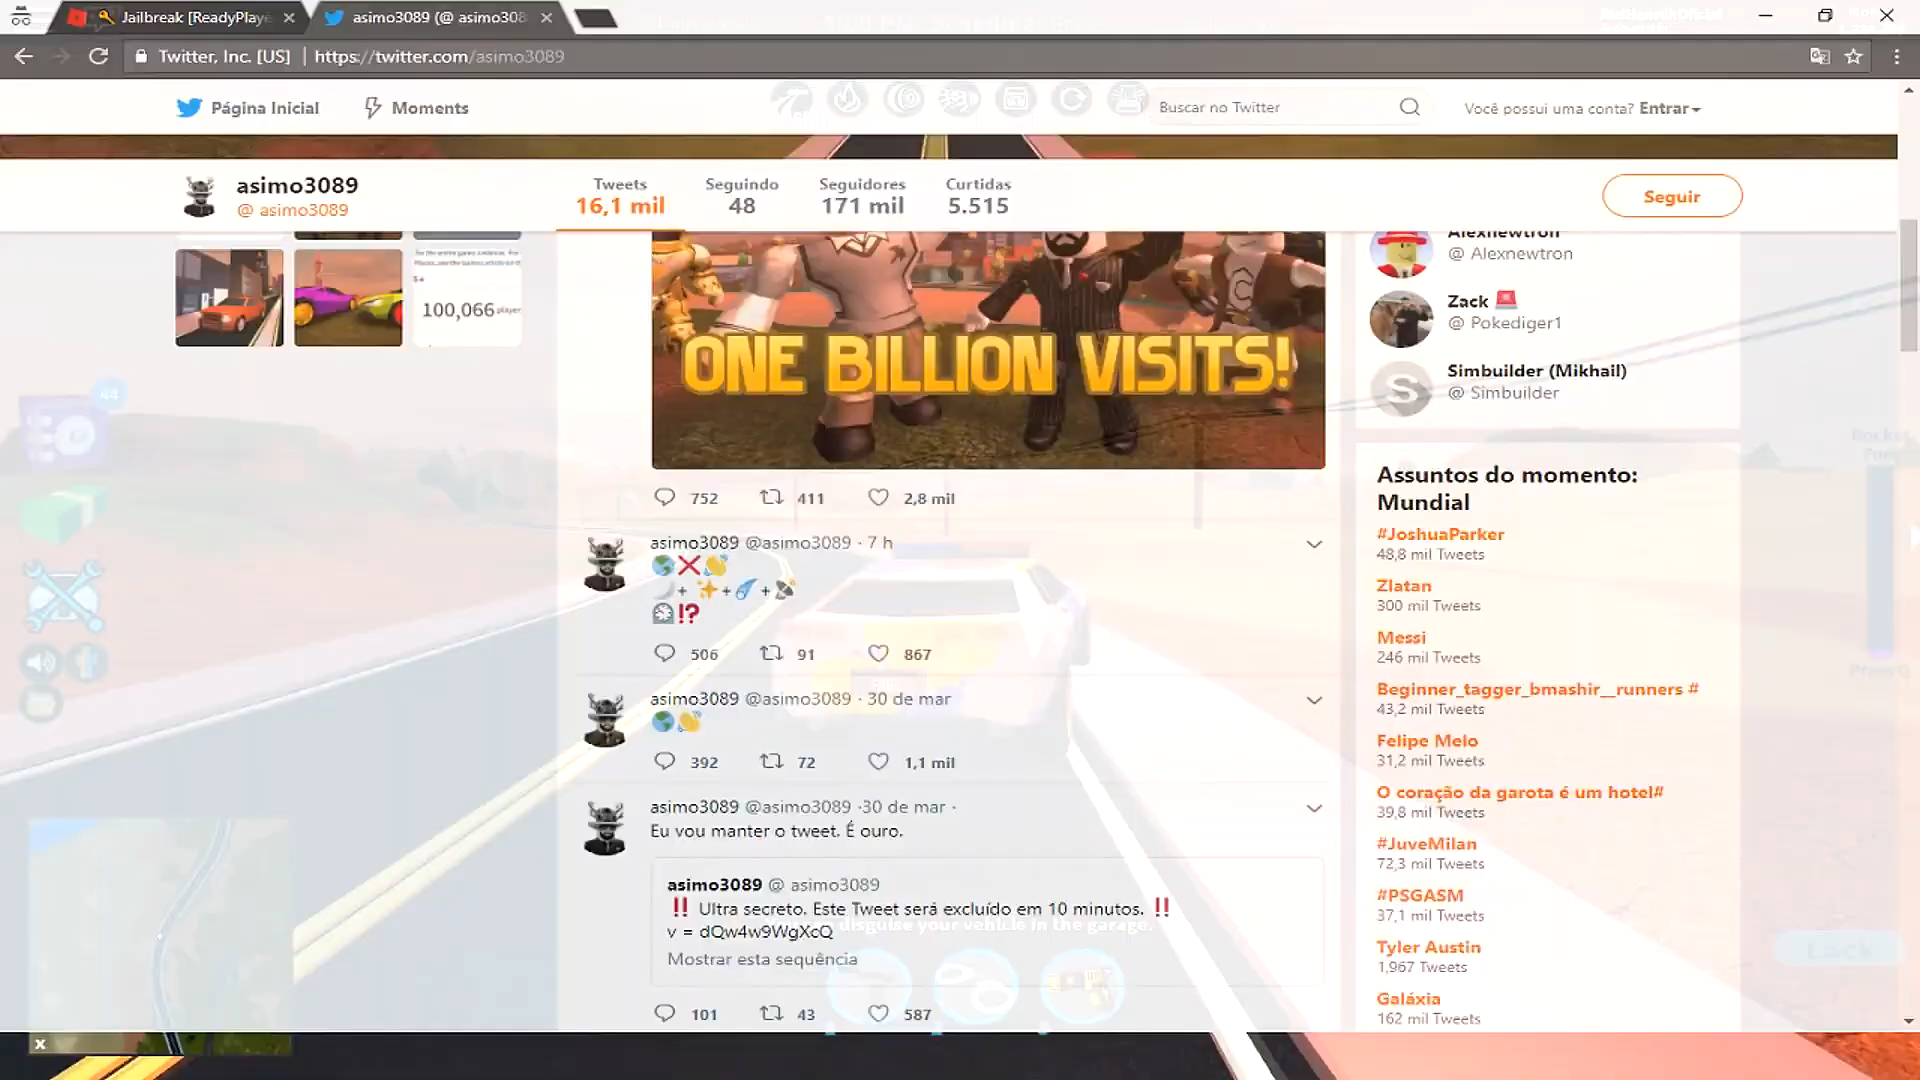 Jailbreak [ReadyPlaye
asimo3089 (@ asimo308
Twitter, Inc. [US] | https://twitter.com/asimo3089
Página Inicial
Moments
Buscar no Twitter
Você possui uma conta? Entrar
asimo3089
@ asimo3089
Tweets
16,1 mil
Seguindo
48
Seguidores
171 mil
Curtidas
5.515
Seguir
100,066 player
44
ONE BILLION VISITS!
752
411
2,8 mil
asimo3089 @asimo3089 · 7 h
506
91
867
asimo3089 @asimo3089 · 30 de mar
392
72
1,1 mil
asimo3089 @asimo3089 ·30 de mar ·
Eu vou manter o tweet. É ouro.
asimo3089 @ asimo3089
‼ Ultra secreto. Este Tweet será excluído em 10 minutos. ‼
v = dQw4w9WgXcQ
disguise your vehicle in the garage.
Mostrar esta sequência
101
43
587
Alexnewtron
@ Alexnewtron
Zack
@ Pokediger1
Simbuilder (Mikhail)
@ Simbuilder
Assuntos do momento:
Mundial
#JoshuaParker
48,8 mil Tweets
Zlatan
300 mil Tweets
Messi
246 mil Tweets
Beginner_tagger_bmashir__runners #
43,2 mil Tweets
Felipe Melo
31,2 mil Tweets
O coração da garota é um hotel#
39,8 mil Tweets
#JuveMilan
72,3 mil Tweets
#PSGASM
37,1 mil Tweets
Tyler Austin
1,967 Tweets
Galáxia
162 mil Tweets
Rocket
Fuel
Press Q
Lock